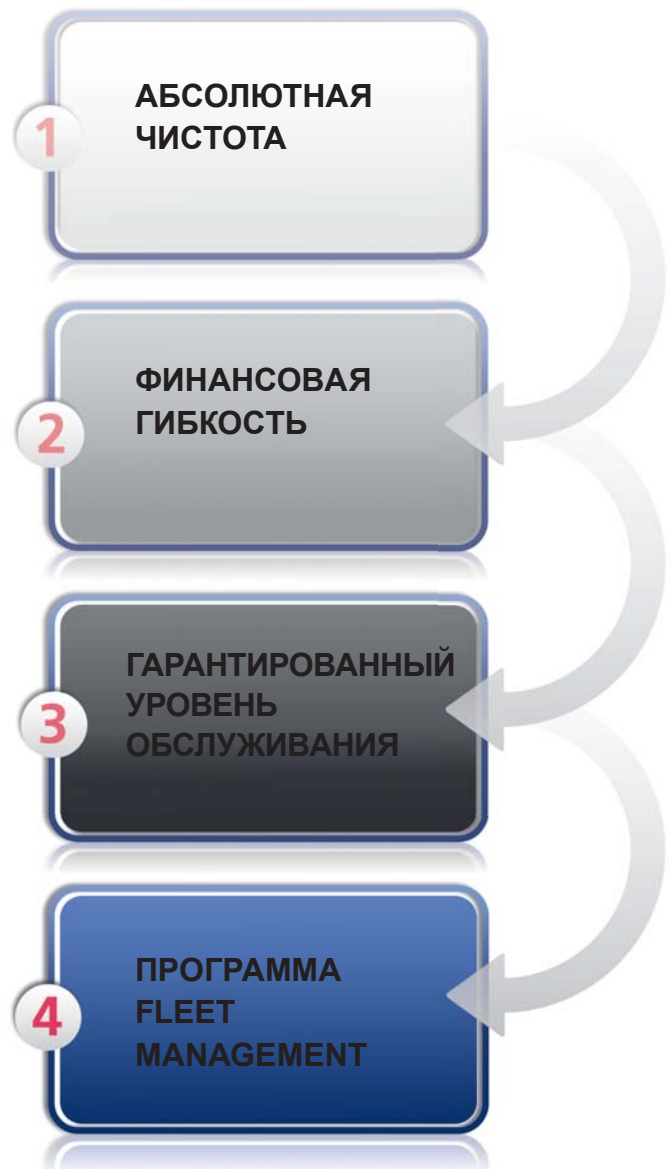 1
АБСОЛЮТНАЯ
ЧИСТОТА
2
ФИНАНСОВАЯ
ГИБКОСТЬ
3
ГАРАНТИРОВАННЫЙ
УРОВЕНЬ
ОБСЛУЖИВАНИЯ
4
ПРОГРАММА
FLEET
MANAGEMENT